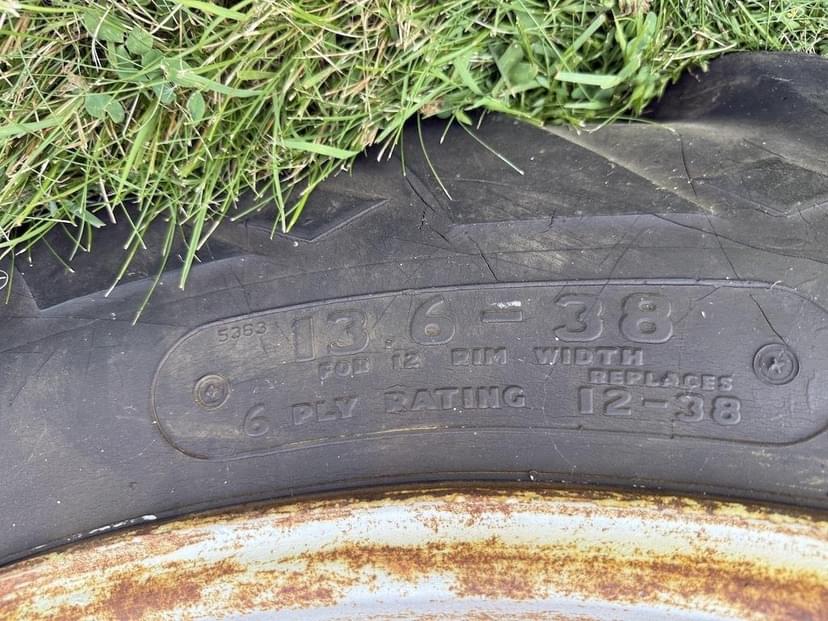 5363
13.6-38
FOR 12 RIM WIDTH
REPLACES
6 PLY RATING 12-38